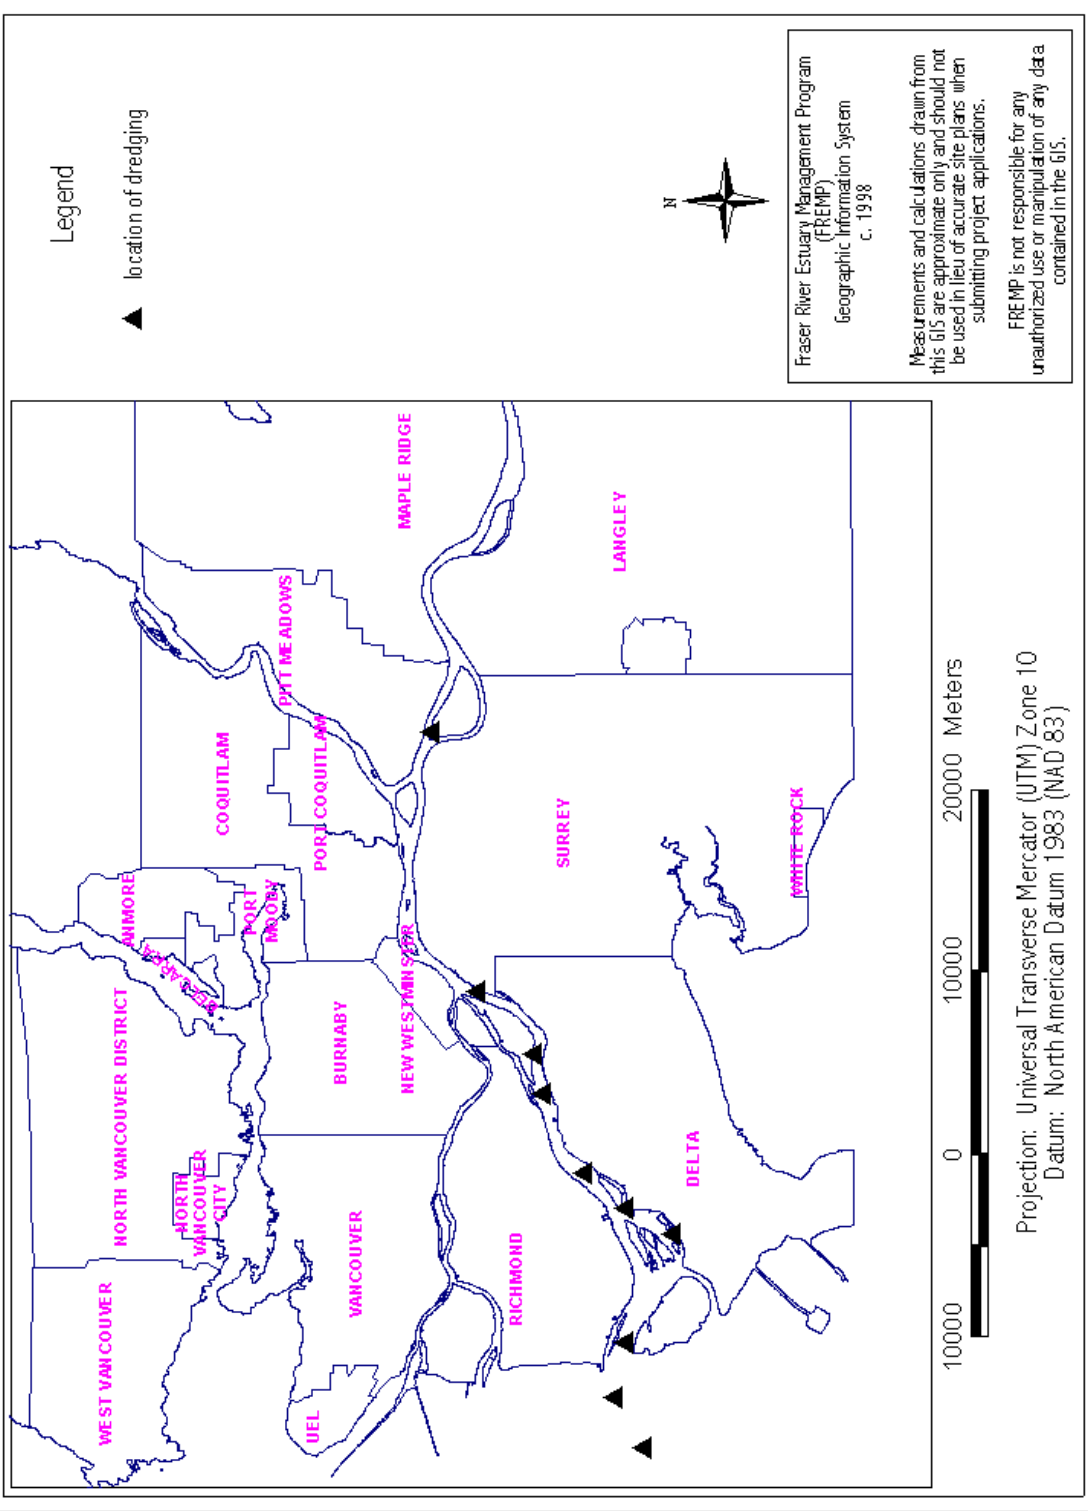 Legend
location of dredging
N
Fraser River Estuary Management Program
(FREMP)
Geographic Information System
c. 1998
Measurements and calculations drawn from
this GIS are approximate only and should not
be used in lieu of accurate site plans when
submitting project applications.
FREMP is not responsible for any
unauthorized use or manipulation of any data
contained in the GIS.
WEST VANCOUVER
NORTH VANCOUVER DISTRICT
NORTH
VANCOUVER
CITY
BELCARRA
ANMORE
PORT
MOODY
COQUITLAM
PORT COQUITLAM
PITT MEADOWS
MAPLE RIDGE
UEL
VANCOUVER
BURNABY
NEW WESTMINSTER
RICHMOND
SURREY
LANGLEY
DELTA
WHITE ROCK
10000 0 10000 20000 Meters
Projection: Universal Transverse Mercator (UTM) Zone 10
Datum: North American Datum 1983 (NAD 83)